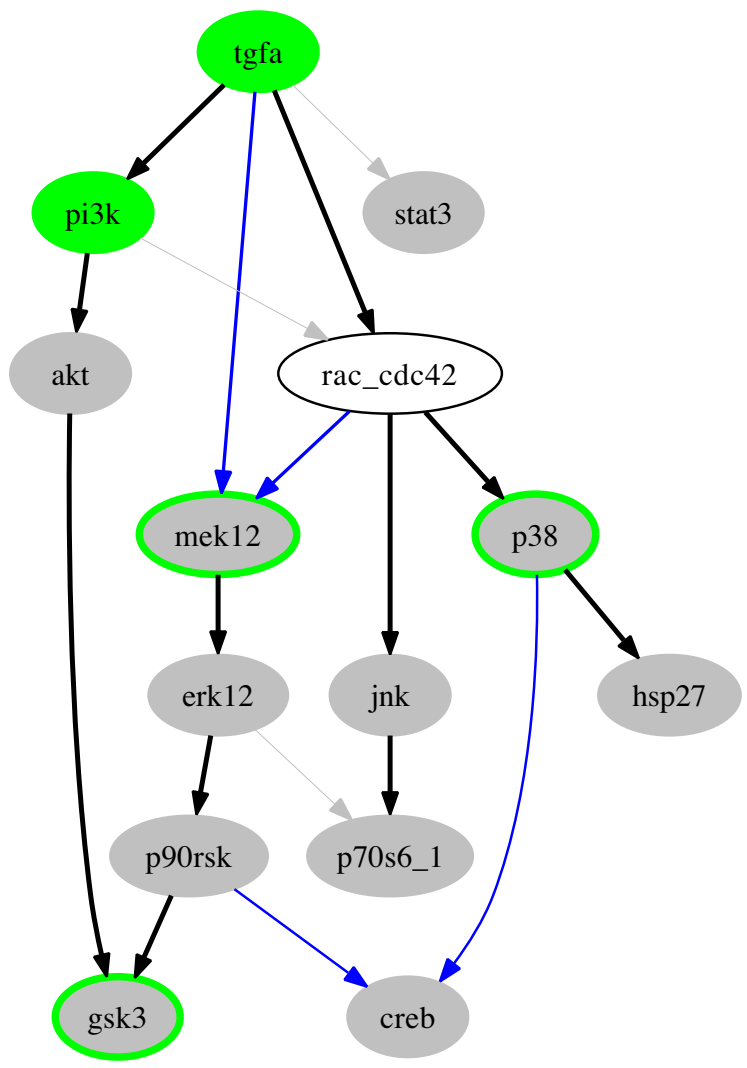 tgfa
pi3k
stat3
akt
rac_cdc42
mek12
p38
erk12
jnk
hsp27
p90rsk
p70s6_1
gsk3
creb